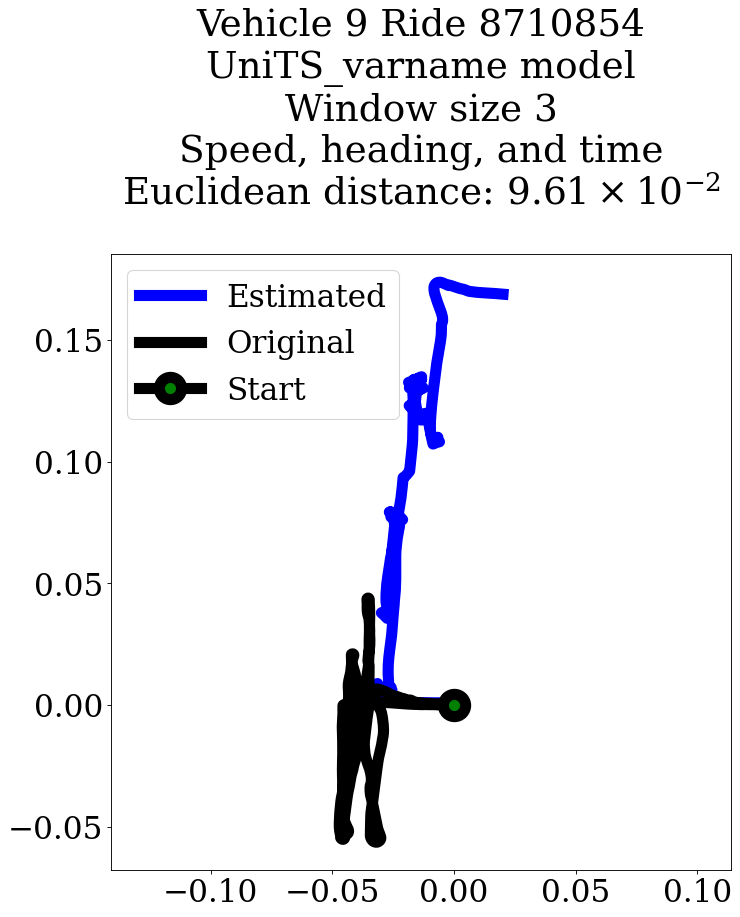 Vehicle 9 Ride 8710854
UniTS_varname model
Window size 3
Speed, heading, and time
Euclidean distance: 9.61 × 10⁻²
Estimated
Original
Start
0.15
0.10
0.05
0.00
−0.05
−0.10 −0.05 0.00 0.05 0.10